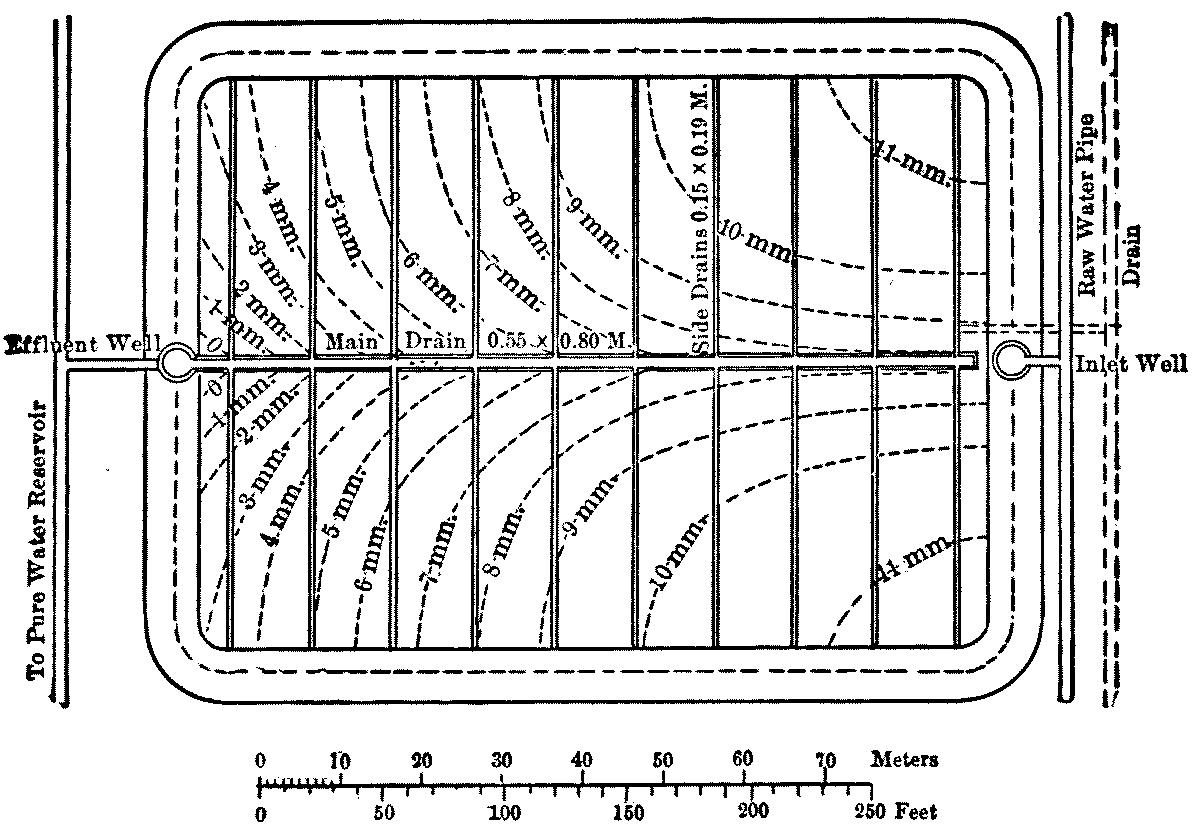 4 mm.
5 mm.
3 mm.
2 mm.
1 mm.
0
6 mm.
7 mm.
8 mm.
9 mm.
10 mm.
11 mm.
Side Drains 0.15 × 0.19 M.
Raw Water Pipe
Drain
Effluent Well
Main Drain 0.55 × 0.80 M.
Inlet Well
To Pure Water Reservoir
0
1 mm.
2 mm.
3 mm.
4 mm.
5 mm.
6 mm.
7 mm.
8 mm.
9 mm.
10 mm.
11 mm.
0 10 20 30 40 50 60 70 Meters
0 50 100 150 200 250 Feet